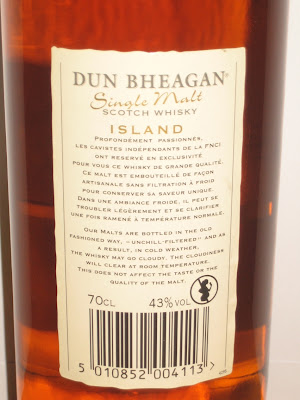 DUN BHEAGAN®
Single Malt
SCOTCH WHISKY
ISLAND
PROFONDÉMENT PASSIONNÉS,
LES CAVISTES INDÉPENDANTS DE LA FNCI
ONT RESERVÉ EN EXCLUSIVITÉ
POUR VOUS CE WHISKY DE GRANDE QUALITÉ.
CE MALT EST EMBOUTEILLÉ DE FAÇON
ARTISANALE SANS FILTRATION À FROID
POUR CONSERVER SA SAVEUR UNIQUE.
DANS UNE AMBIANCE FROIDE, IL PEUT SE
TROUBLER LÉGÈREMENT ET SE CLARIFIER
UNE FOIS RAMENÉ À TEMPÉRATURE NORMALE.
OUR MALTS ARE BOTTLED IN THE OLD
FASHIONED WAY, "UNCHILL-FILTERED" AND AS
A RESULT, IN COLD WEATHER,
THE WHISKY MAY GO CLOUDY. THE CLOUDINESS
WILL CLEAR AT ROOM TEMPERATURE.
THIS DOES NOT AFFECT THE TASTE OR THE
QUALITY OF THE MALT.
70CL 43%VOL
5 010852 004113 >